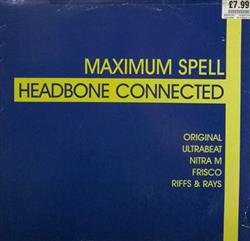 £7.99
MAXIMUM SPELL
HEADBONE CONNECTED
ORIGINAL
ULTRABEAT
NITRA M
FRISCO
RIFFS & RAYS